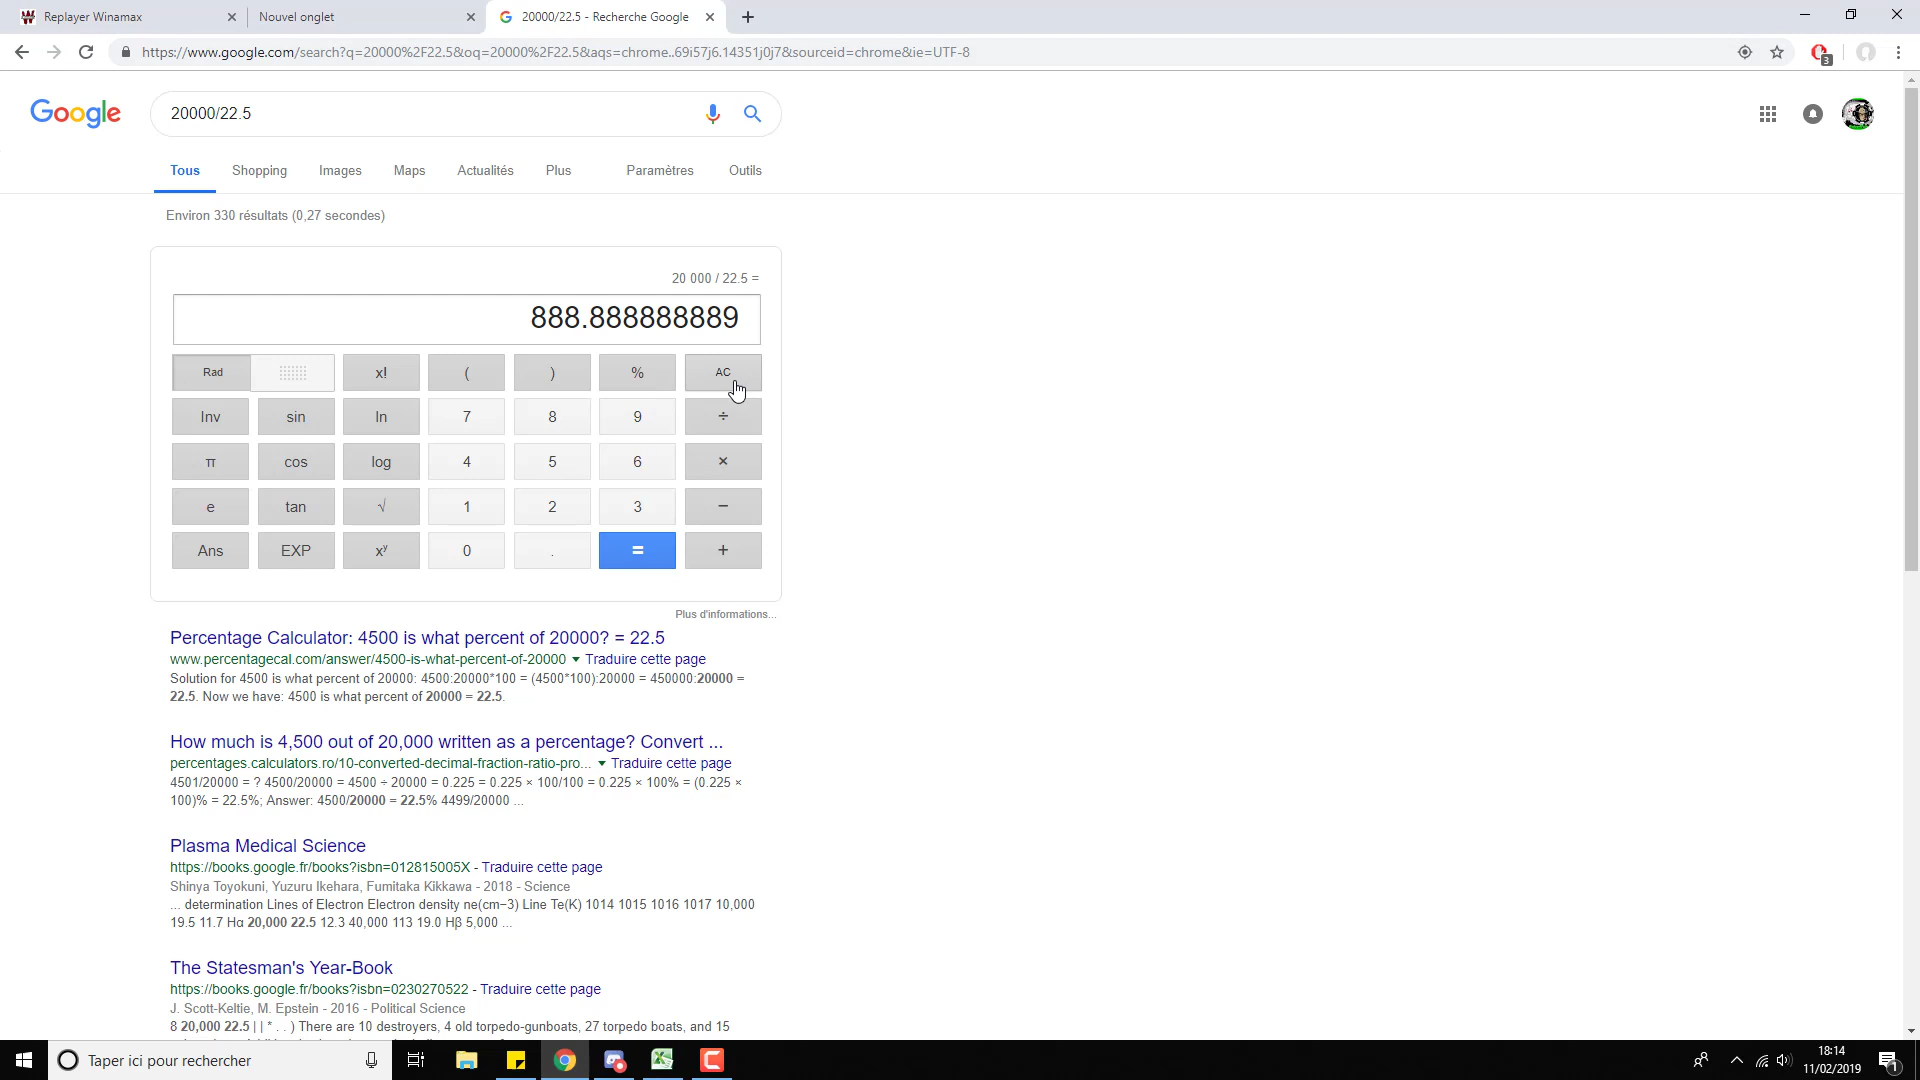 Replayer Winamax
Nouvel onglet
20000/22.5 - Recherche Google
https://www.google.com/search?q=20000%2F22.5&oq=20000%2F22.5&aqs=chrome..69i57j6.14351j0j7&sourceid=chrome&ie=UTF-8
3
Google
20000/22.5
Tous Shopping Images Maps Actualités Plus Paramètres Outils
Environ 330 résultats (0,27 secondes)
20 000 / 22.5 =
888.888888889
Rad x! ( ) % AC
Inv sin ln 7 8 9 ÷
π cos log 4 5 6 ×
e tan √ 1 2 3 −
Ans EXP xʸ 0 . = +
Plus d'informations...
Percentage Calculator: 4500 is what percent of 20000? = 22.5
www.percentagecal.com/answer/4500-is-what-percent-of-20000 Traduire cette page
Solution for 4500 is what percent of 20000: 4500:20000*100 = (4500*100):20000 = 450000:20000 =
22.5. Now we have: 4500 is what percent of 20000 = 22.5.
How much is 4,500 out of 20,000 written as a percentage? Convert ...
percentages.calculators.ro/10-converted-decimal-fraction-ratio-pro... Traduire cette page
4501/20000 = ? 4500/20000 = 4500 ÷ 20000 = 0.225 = 0.225 × 100/100 = 0.225 × 100% = (0.225 ×
100)% = 22.5%; Answer: 4500/20000 = 22.5% 4499/20000 ...
Plasma Medical Science
https://books.google.fr/books?isbn=012815005X - Traduire cette page
Shinya Toyokuni, Yuzuru Ikehara, Fumitaka Kikkawa - 2018 - Science
... determination Lines of Electron Electron density ne(cm−3) Line Te(K) 1014 1015 1016 1017 10,000
19.5 11.7 Hα 20,000 22.5 12.3 40,000 113 19.0 Hβ 5,000 ...
The Statesman's Year-Book
https://books.google.fr/books?isbn=0230270522 - Traduire cette page
J. Scott-Keltie, M. Epstein - 2016 - Political Science
8 20,000 22.5 | | * . . ) There are 10 destroyers, 4 old torpedo-gunboats, 27 torpedo boats, and 15
Taper ici pour rechercher
18:14
11/02/2019
1